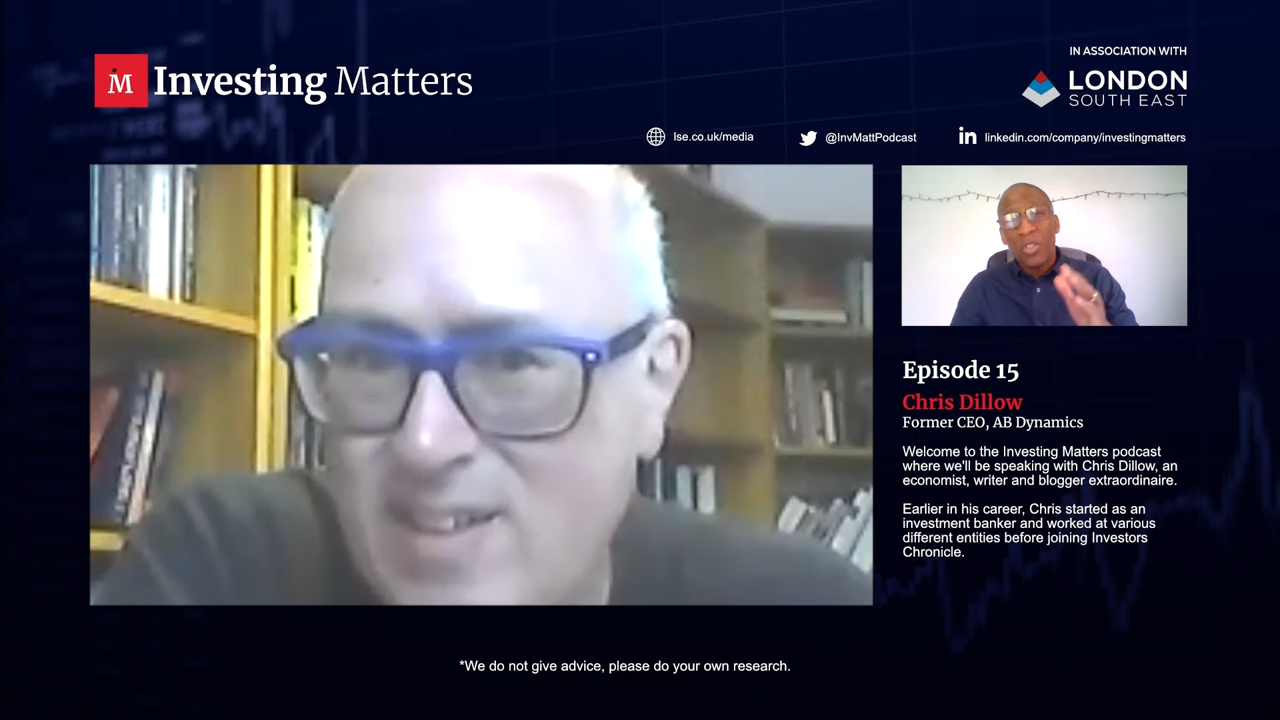 IN ASSOCIATION WITH
iM Investing Matters
LONDON
SOUTH EAST
lse.co.uk/media
@InvMattPodcast
in linkedin.com/company/investingmatters
Episode 15
Chris Dillow
Former CEO, AB Dynamics
Welcome to the Investing Matters podcast
where we'll be speaking with Chris Dillow, an
economist, writer and blogger extraordinaire.
Earlier in his career, Chris started as an
investment banker and worked at various
different entities before joining Investors
Chronicle.
*We do not give advice, please do your own research.